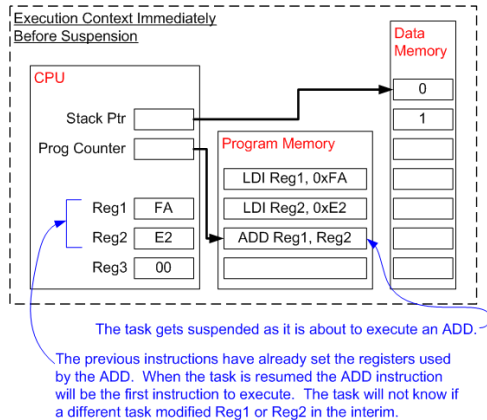 Execution Context Immediately
Before Suspension
Data
Memory
CPU
0
Stack Ptr
1
Prog Counter
Program Memory
LDI Reg1, 0xFA
Reg1 FA
LDI Reg2, 0xE2
Reg2 E2
ADD Reg1, Reg2
Reg3 00
The task gets suspended as it is about to execute an ADD.
The previous instructions have already set the registers used
by the ADD. When the task is resumed the ADD instruction
will be the first instruction to execute. The task will not know if
a different task modified Reg1 or Reg2 in the interim.